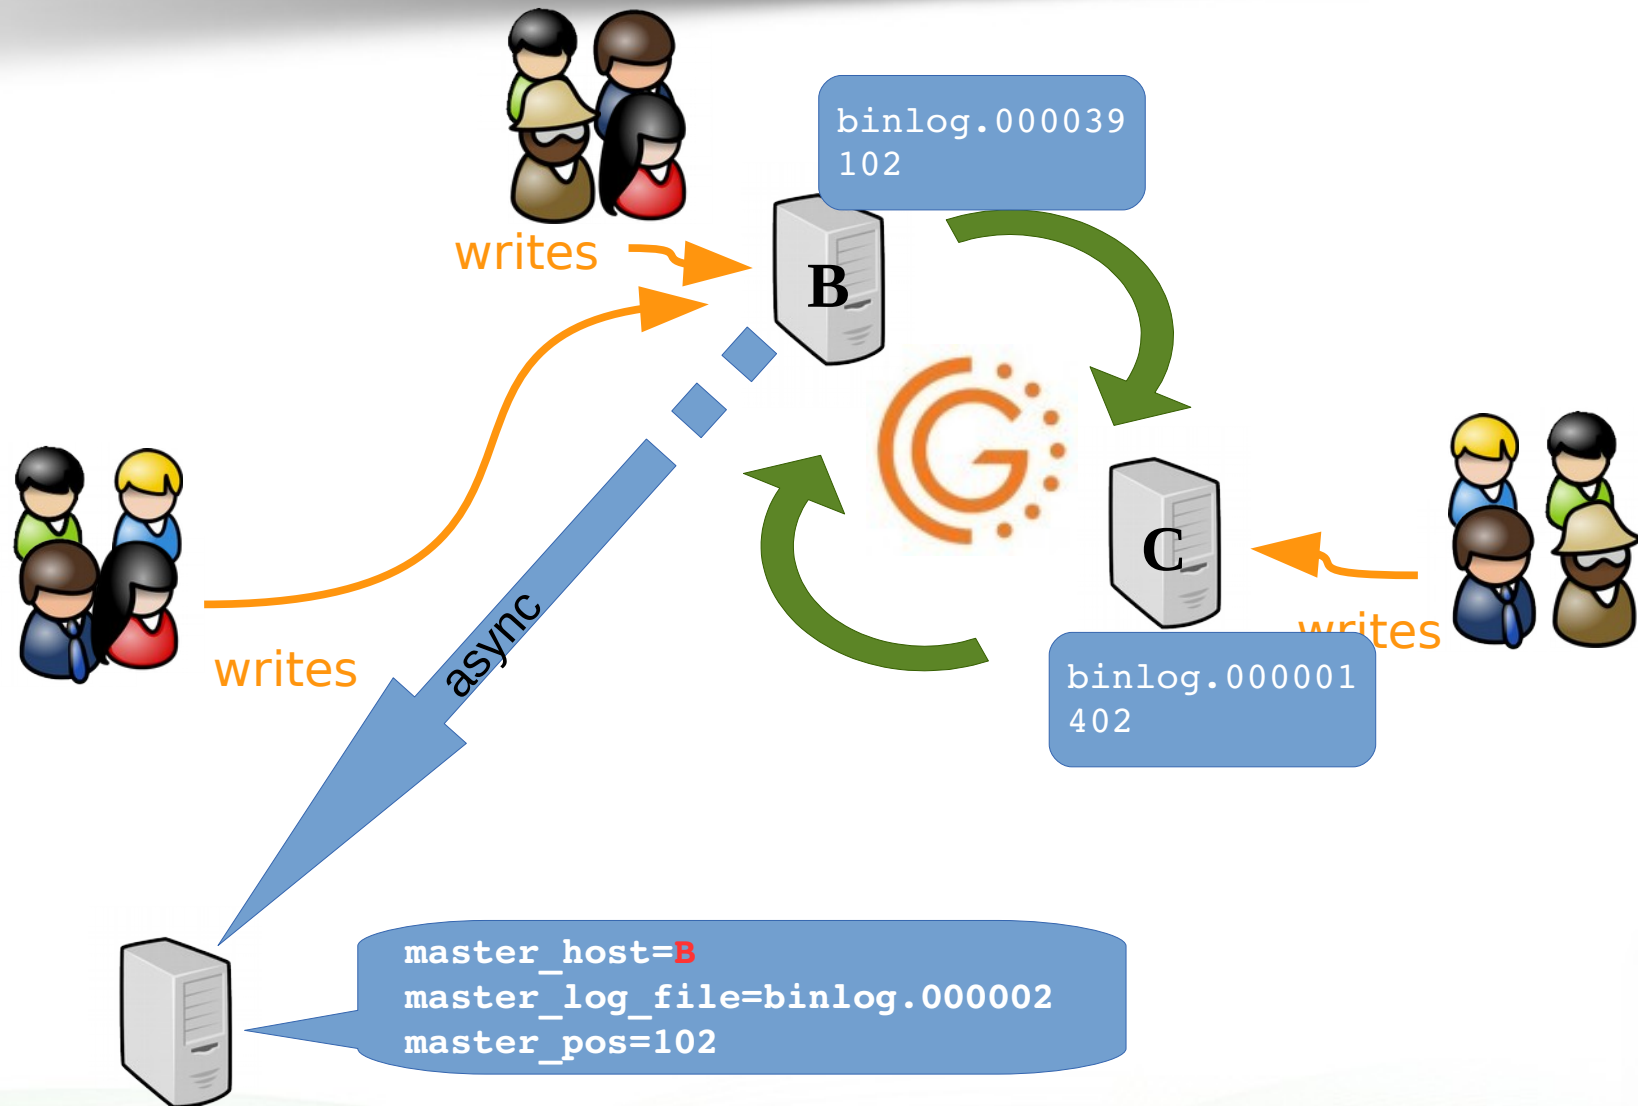 binlog.000039
102
writes
B
C
writes
writes
binlog.000001
402
async
master_host=B
master_log_file=binlog.000002
master_pos=102